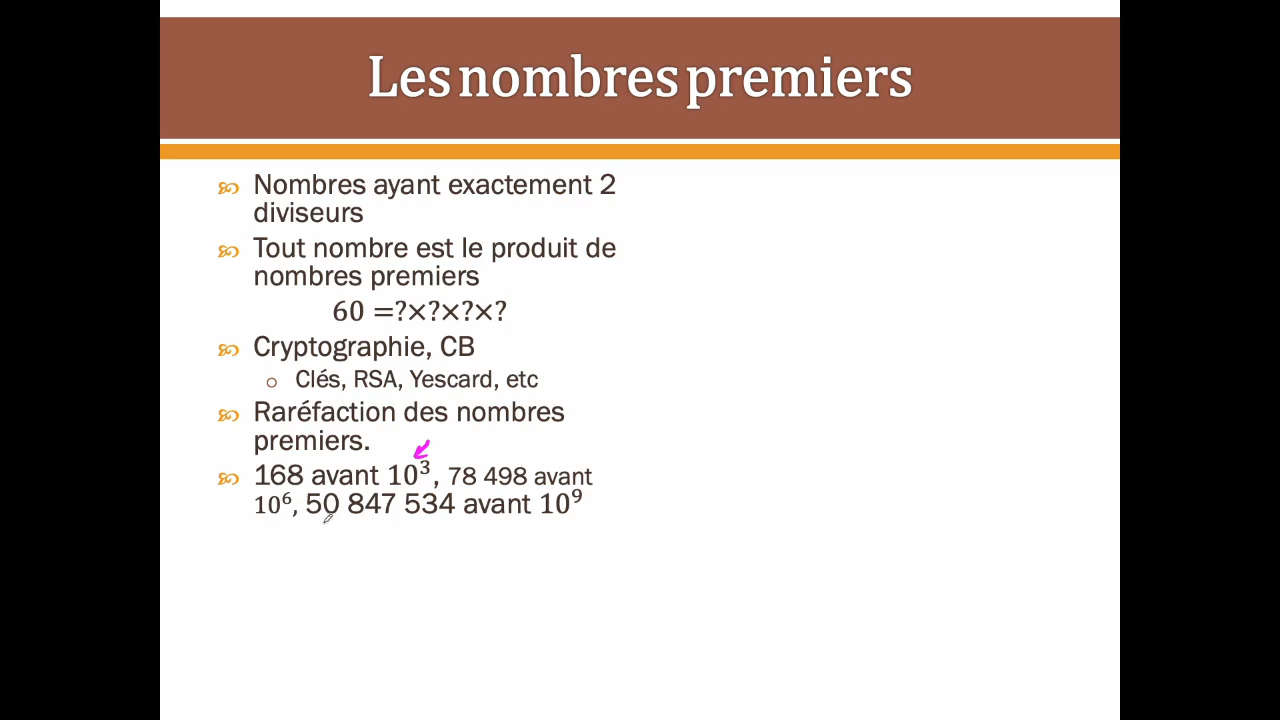 Les nombres premiers
Nombres ayant exactement 2
diviseurs
Tout nombre est le produit de
nombres premiers
60 =?×?×?×?
Cryptographie, CB
Clés, RSA, Yescard, etc
Raréfaction des nombres
premiers.
168 avant 10³, 78 498 avant
10⁶, 50 847 534 avant 10⁹